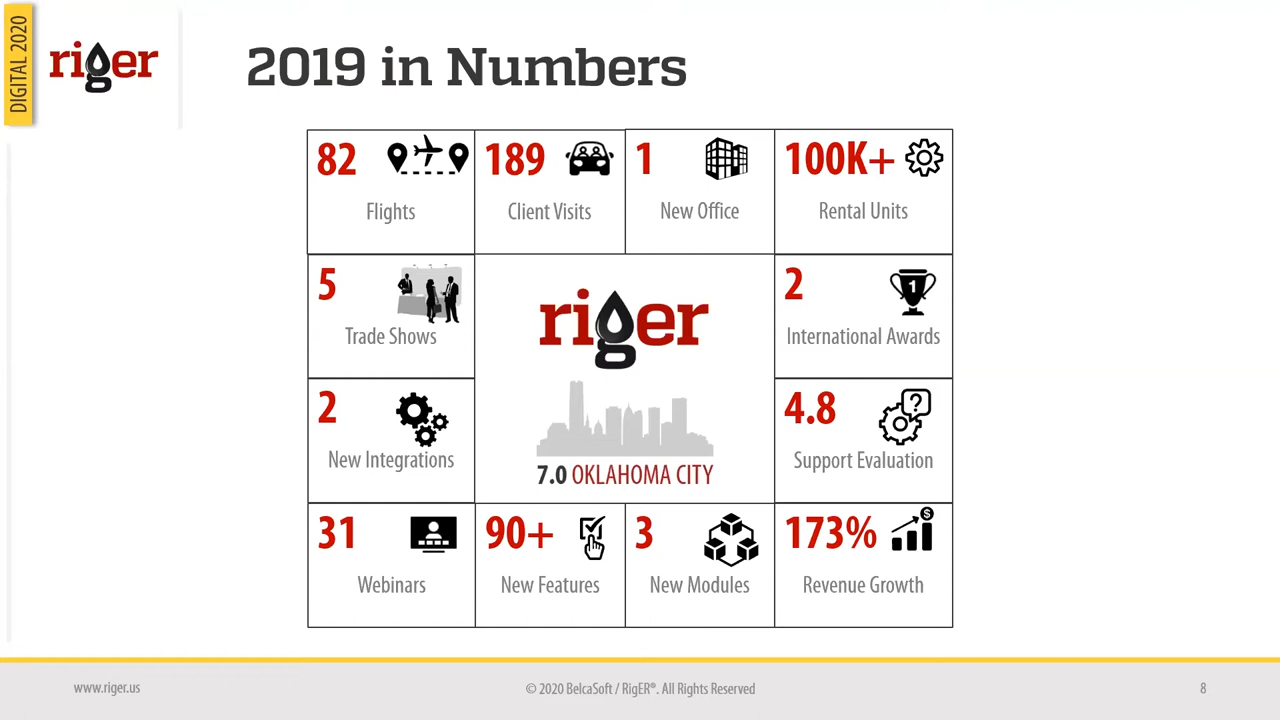 DIGITAL 2020
riger
2019 in Numbers
82
Flights
189
Client Visits
1
New Office
100K+
Rental Units
5
Trade Shows
riger
7.0 OKLAHOMA CITY
2
1
International Awards
2
New Integrations
4.8
?
Support Evaluation
31
Webinars
90+
New Features
3
New Modules
173%
$
Revenue Growth
www.riger.us
© 2020 BelcaSoft / RigER®. All Rights Reserved
8